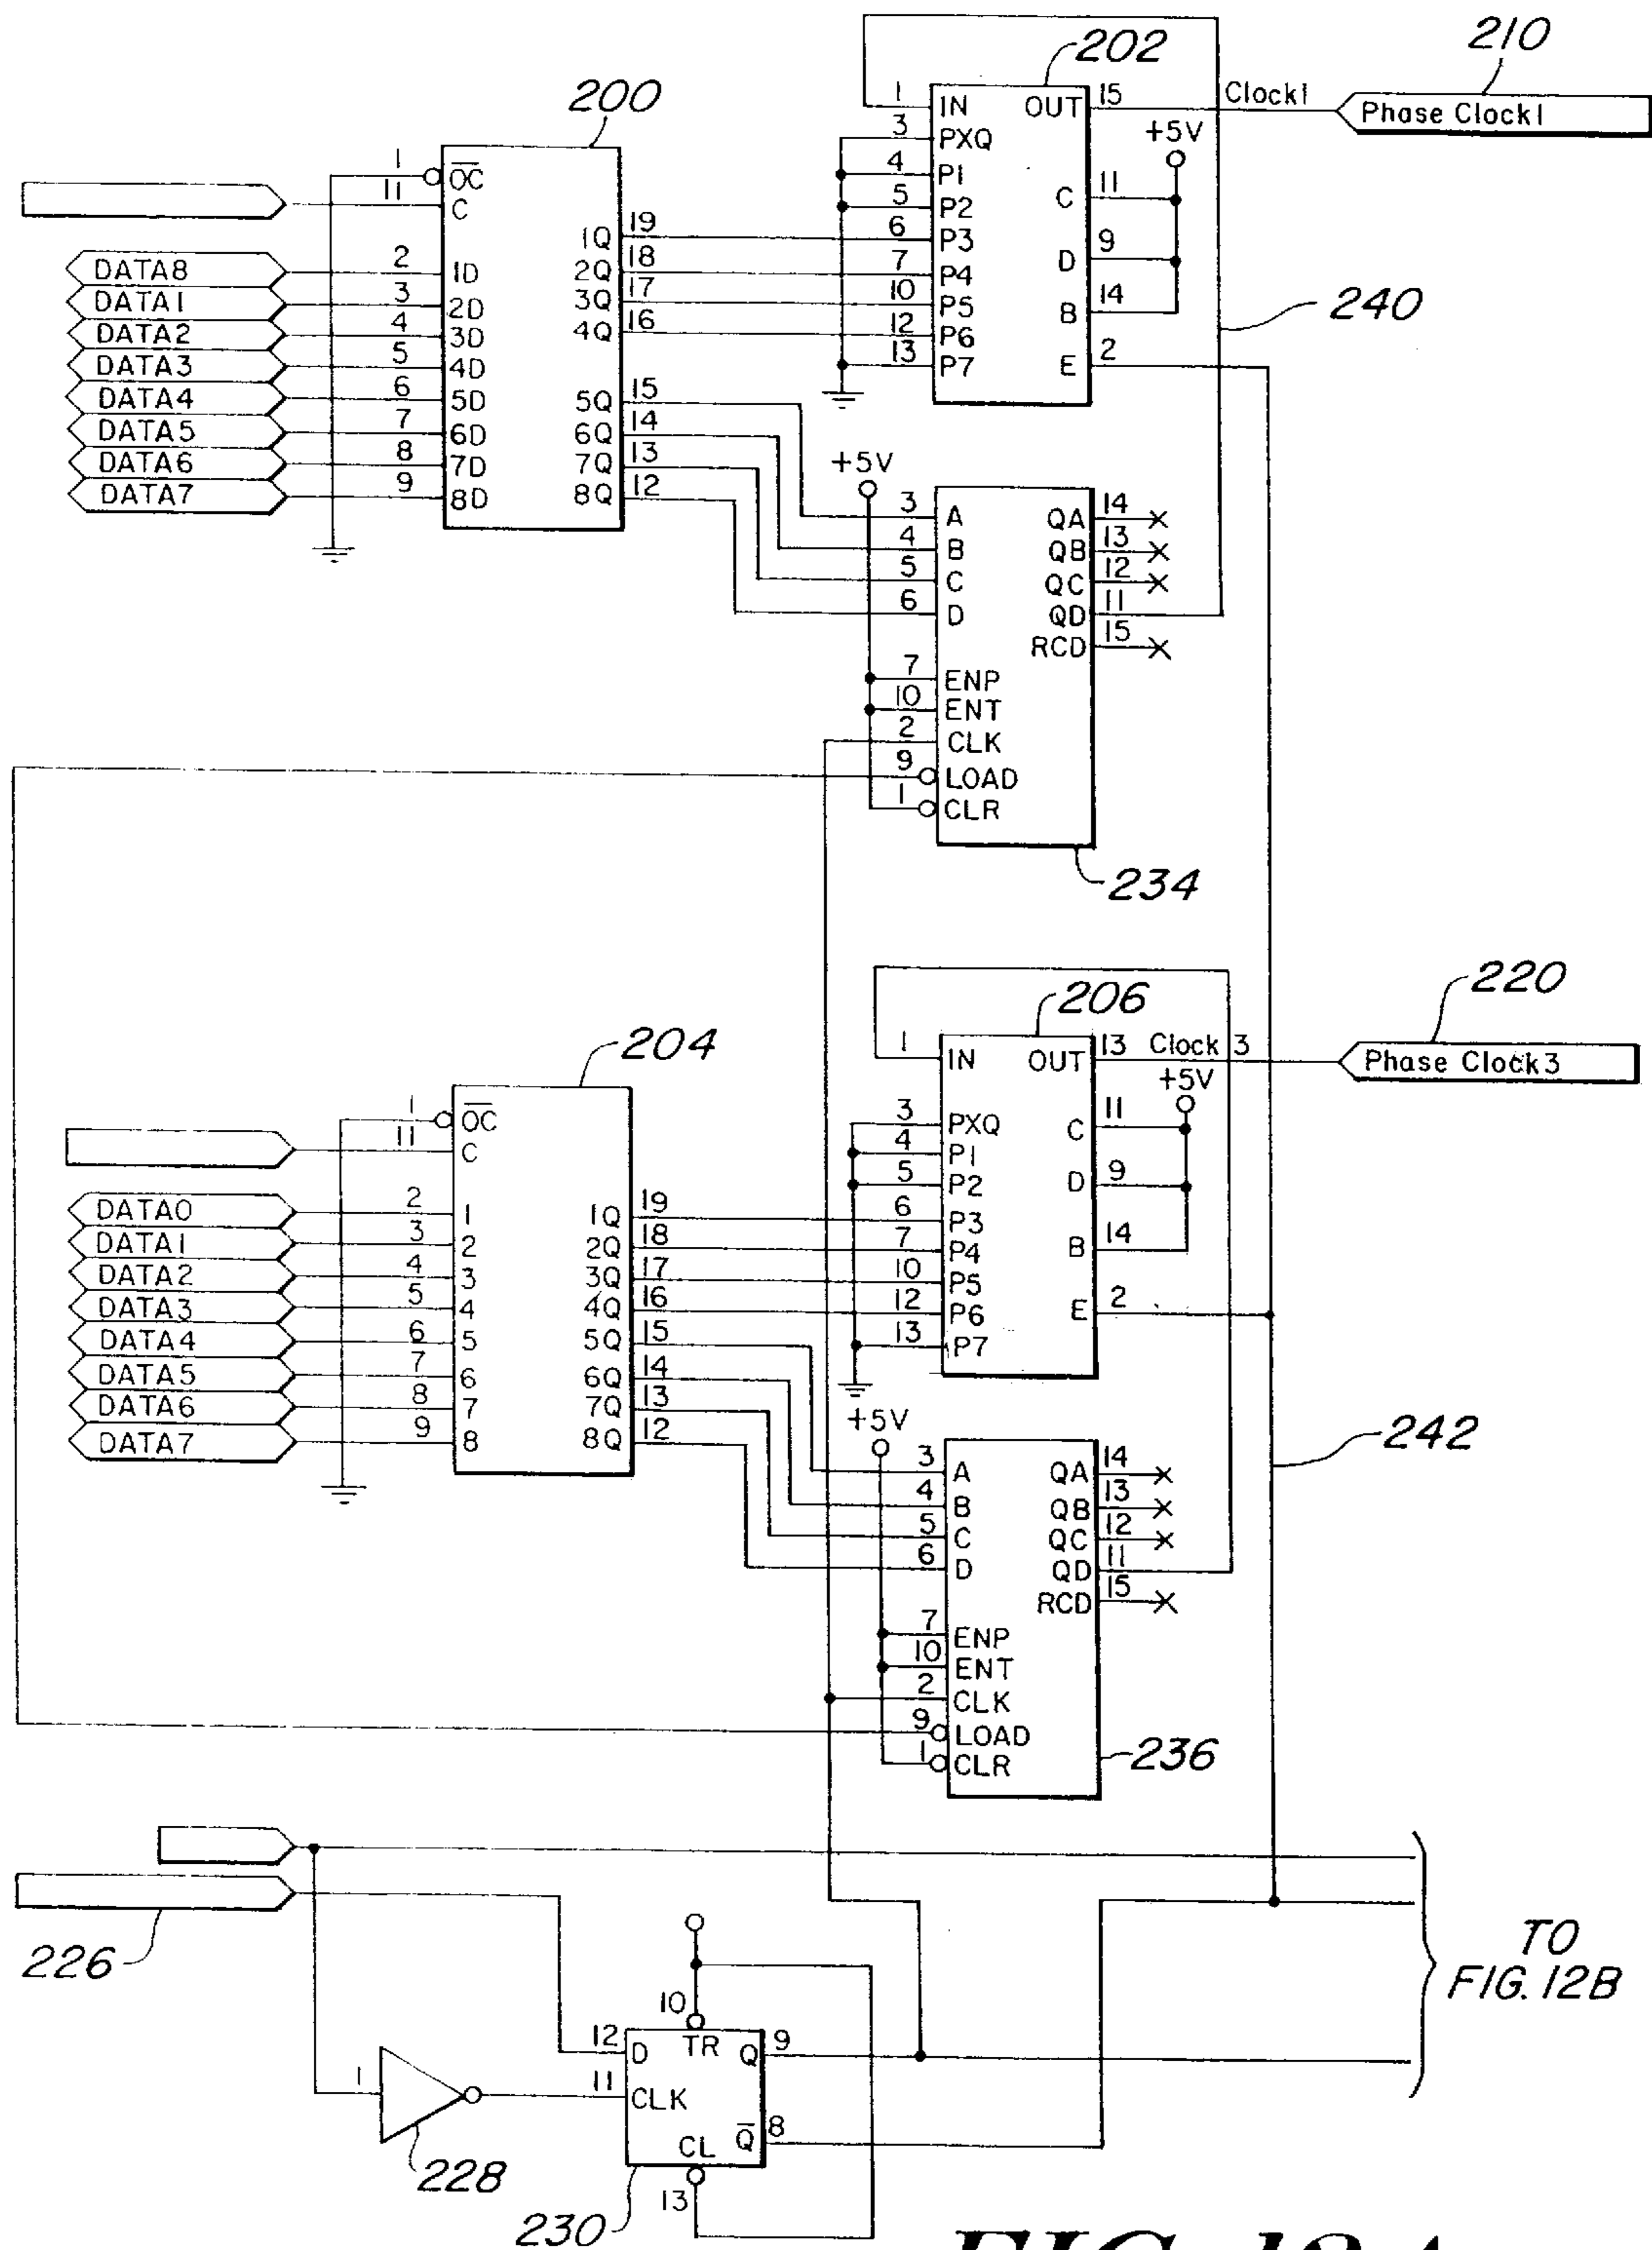 200
1 OC
11 C
DATA8 2 1D
DATA1 3 2D
DATA2 4 3D
DATA3 5 4D
DATA4 6 5D
DATA5 7 6D
DATA6 8 7D
DATA7 9 8D
1Q 19
2Q 18
3Q 17
4Q 16
5Q 15
6Q 14
7Q 13
8Q 12
202
1 IN
3 PXQ
4 P1
5 P2
6 P3
7 P4
10 P5
12 P6
13 P7
OUT 15 Clock1
210
Phase Clock1
+5V
C 11
D 9
B 14
E 2
240
+5V
3 A
4 B
5 C
6 D
7 ENP
10 ENT
2 CLK
9 LOAD
1 CLR
QA 14
QB 13
QC 12
QD 11
RCD 15
234
204
1 OC
11 C
DATA0 2 1
DATA1 3 2
DATA2 4 3
DATA3 5 4
DATA4 6 5
DATA5 7 6
DATA6 8 7
DATA7 9 8
1Q 19
2Q 18
3Q 17
4Q 16
5Q 15
6Q 14
7Q 13
8Q 12
206
1 IN
3 PXQ
4 P1
5 P2
6 P3
7 P4
10 P5
12 P6
13 P7
OUT 13 Clock 3
220
Phase Clock3
+5V
C 11
D 9
B 14
E 2
242
+5V
3 A
4 B
5 C
6 D
7 ENP
10 ENT
2 CLK
9 LOAD
1 CLR
QA 14
QB 13
QC 12
QD 11
RCD 15
236
226
1
228
10
12 D
TR
Q 9
11 CLK
CL
Q̅ 8
13
230
TO
FIG. 12B